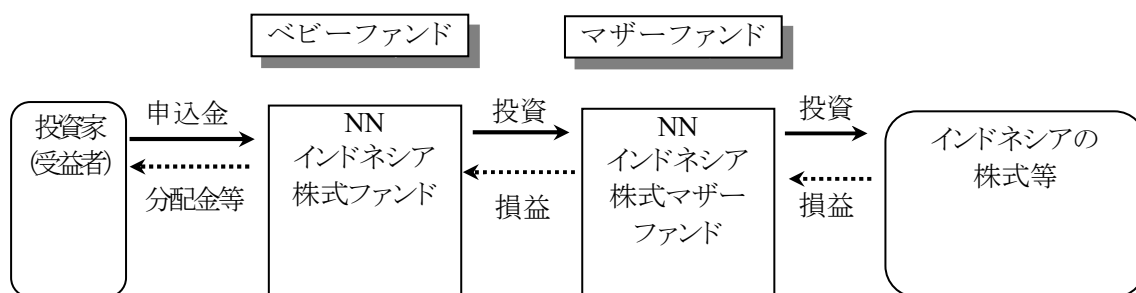 ベビーファンド
マザーファンド
投資家
(受益者)
申込金
分配金等
NN
インドネシア
株式ファンド
投資
損益
NN
インドネシア
株式マザー
ファンド
投資
損益
インドネシアの
株式等